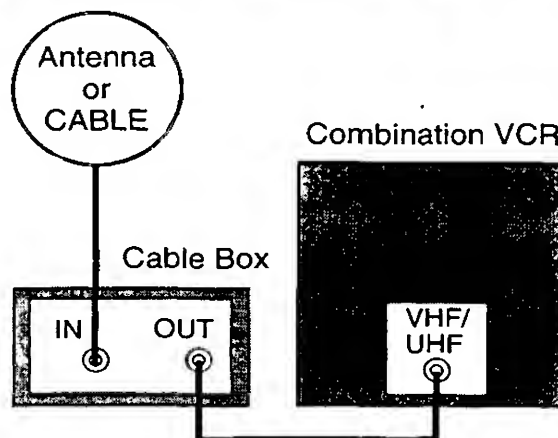 Antenna
or
CABLE
Combination VCR
Cable Box
IN OUT
VHF/
UHF